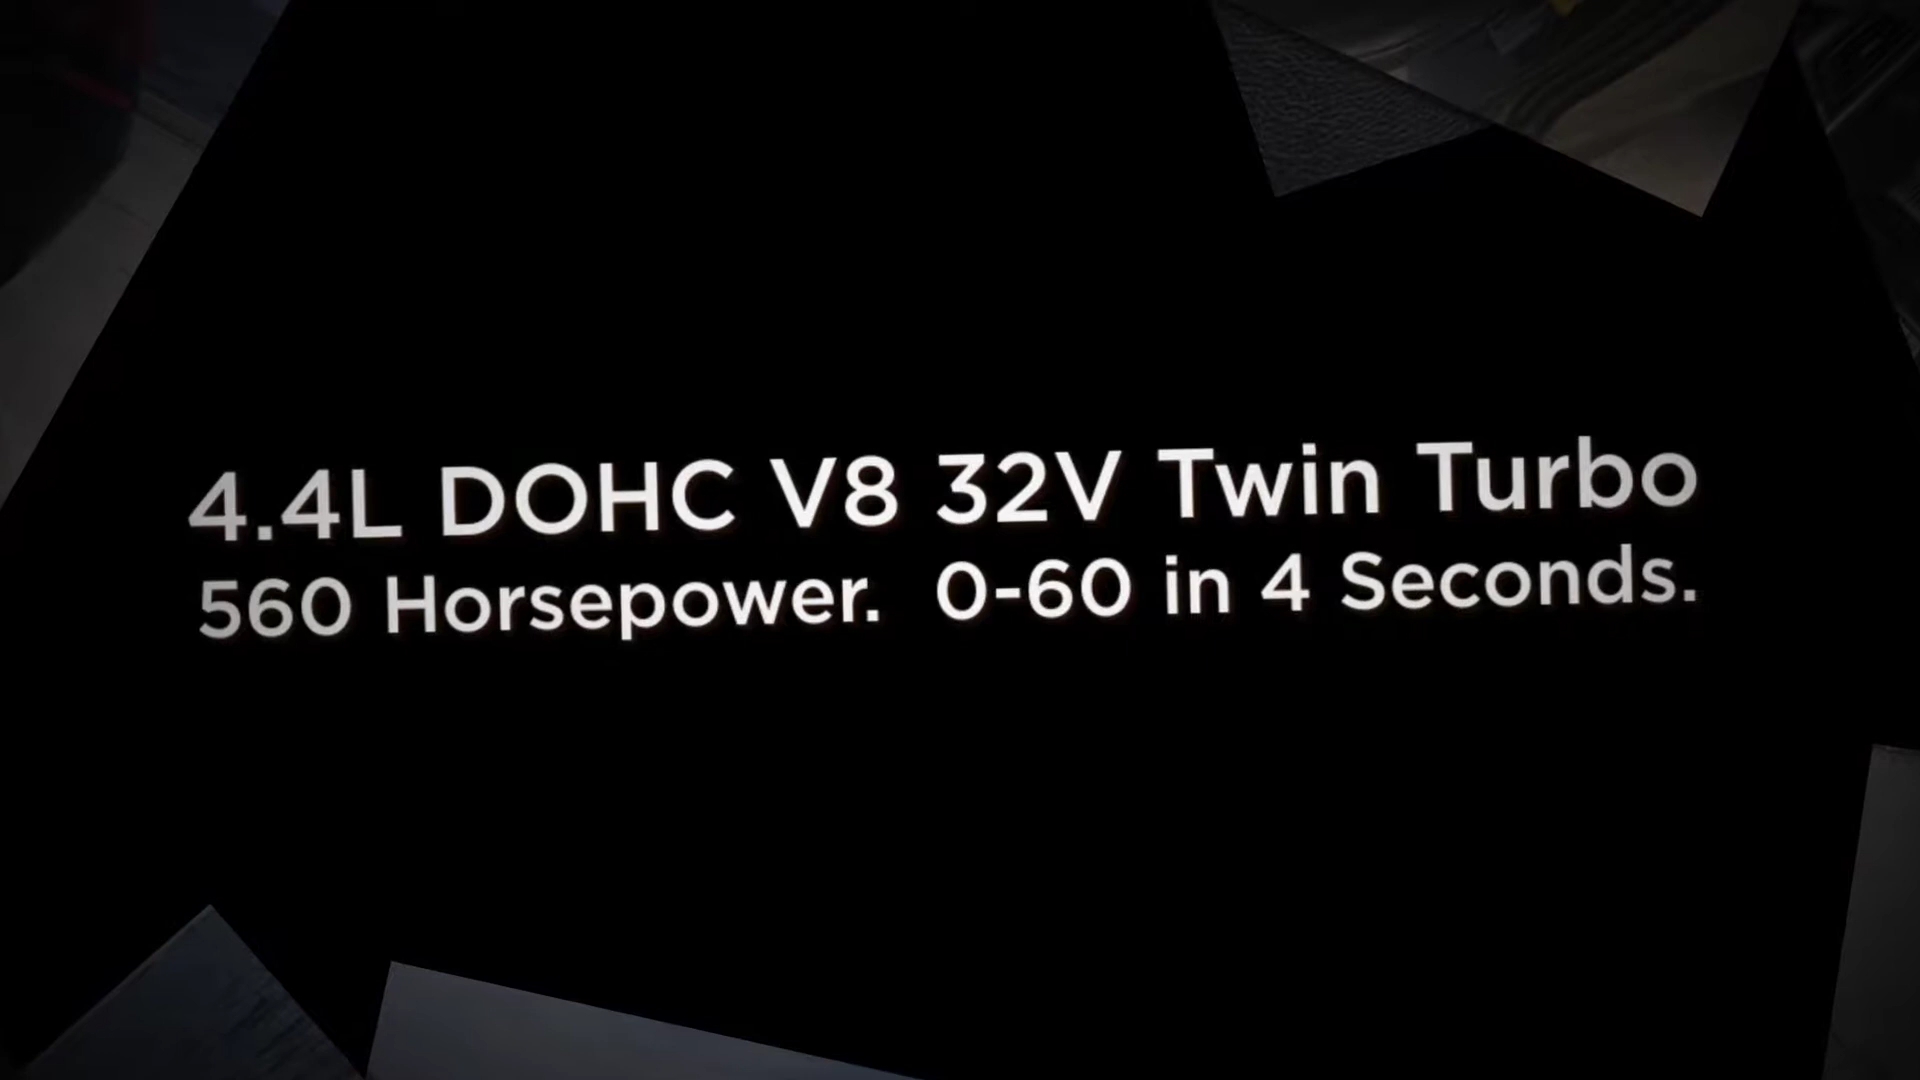 4.4L DOHC V8 32V Twin Turbo
560 Horsepower.  0-60 in 4 Seconds.